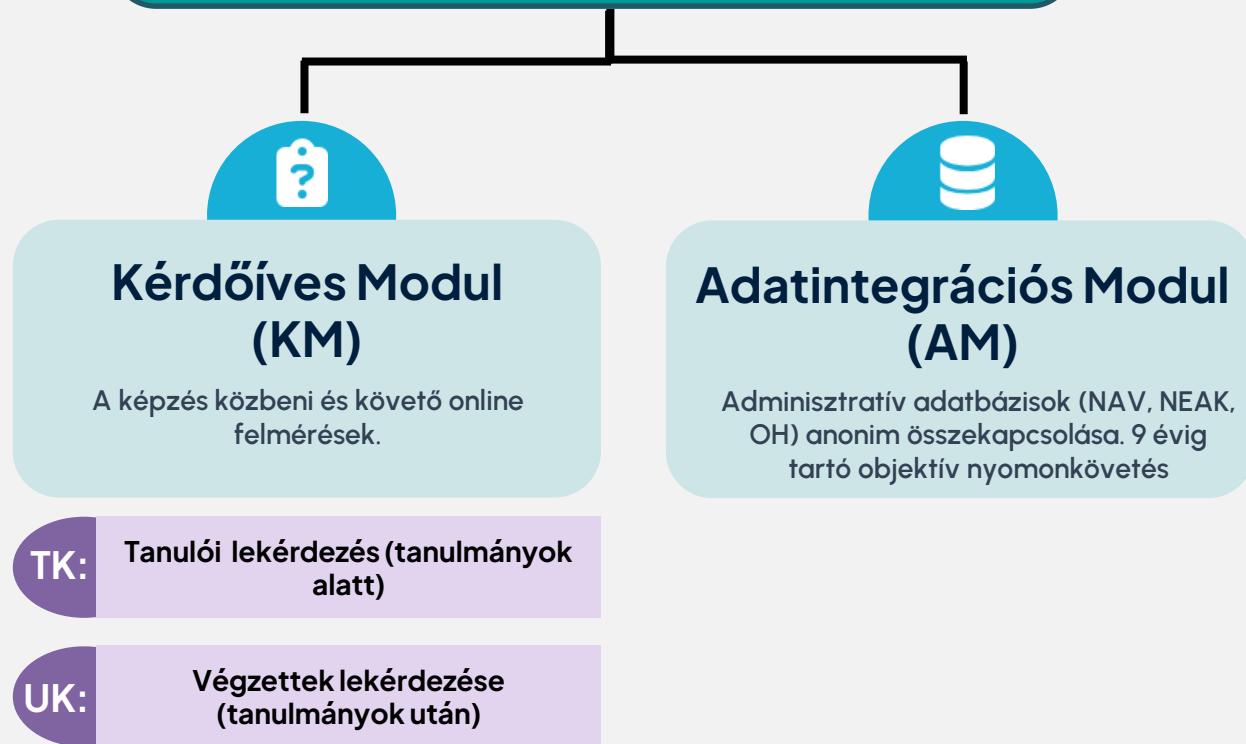 Kérdőíves Modul
(KM)
A képzés közbeni és követő online
felmérések.
Adatintegrációs Modul
(AM)
Adminisztratív adatbázisok (NAV, NEAK,
OH) anonim összekapcsolása. 9 évig
tartó objektív nyomonkövetés
TK:
Tanulói lekérdezés (tanulmányok
alatt)
UK:
Végzettek lekérdezése
(tanulmányok után)